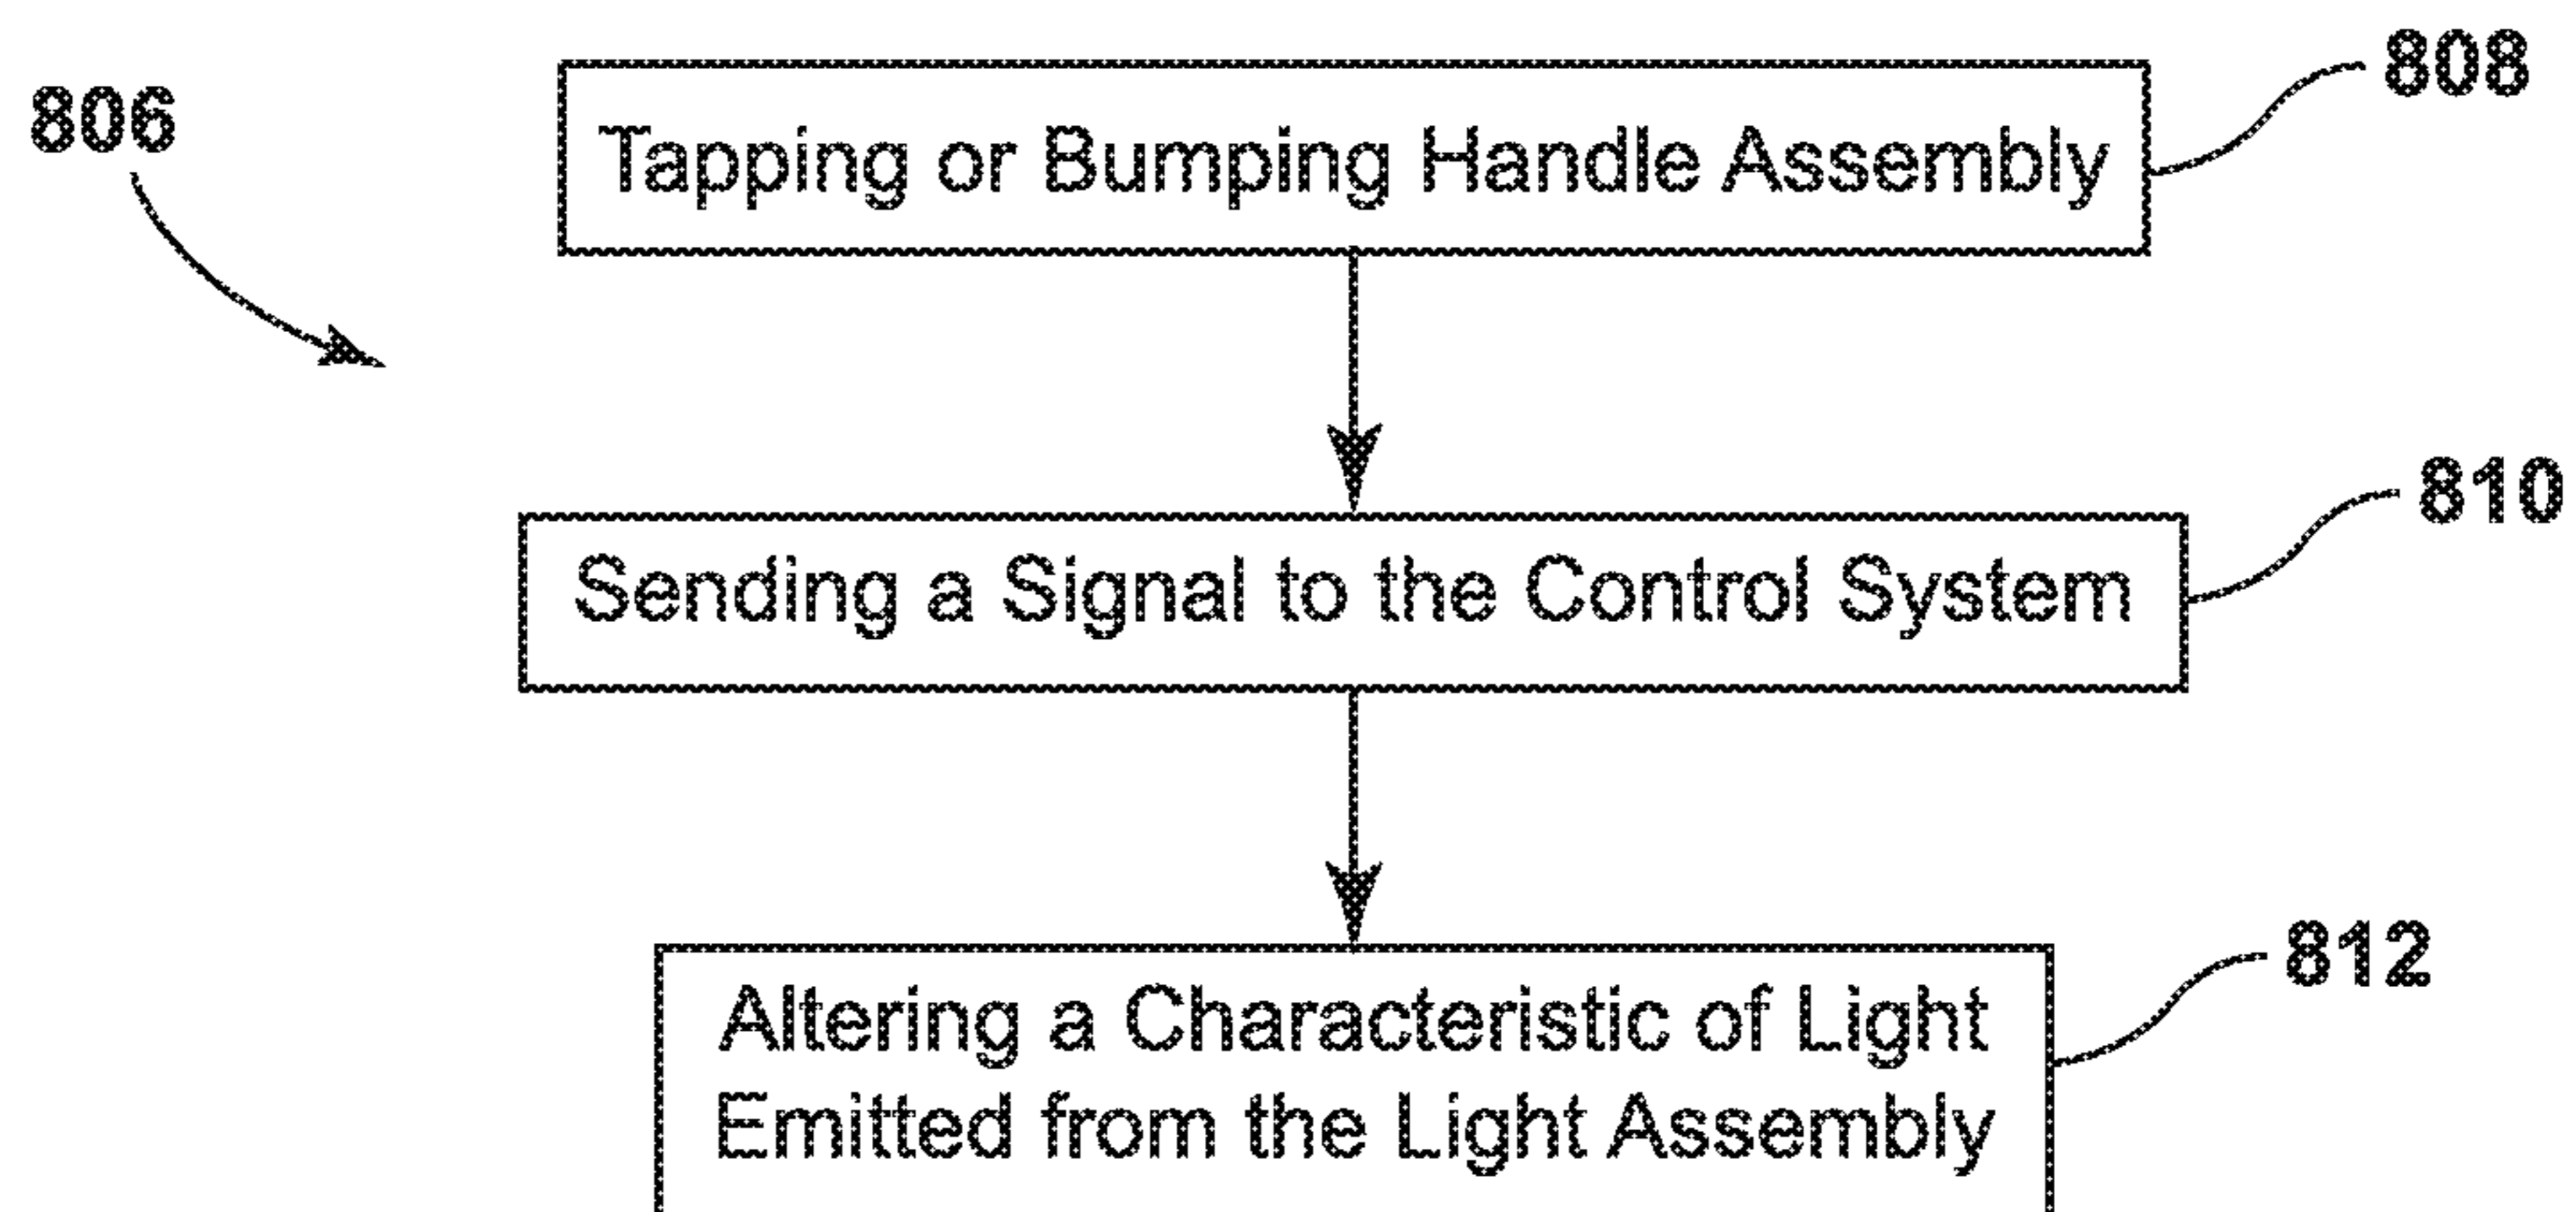 806
Tapping or Bumping Handle Assembly
808
Sending a Signal to the Control System
810
Altering a Characteristic of Light
Emitted from the Light Assembly
812